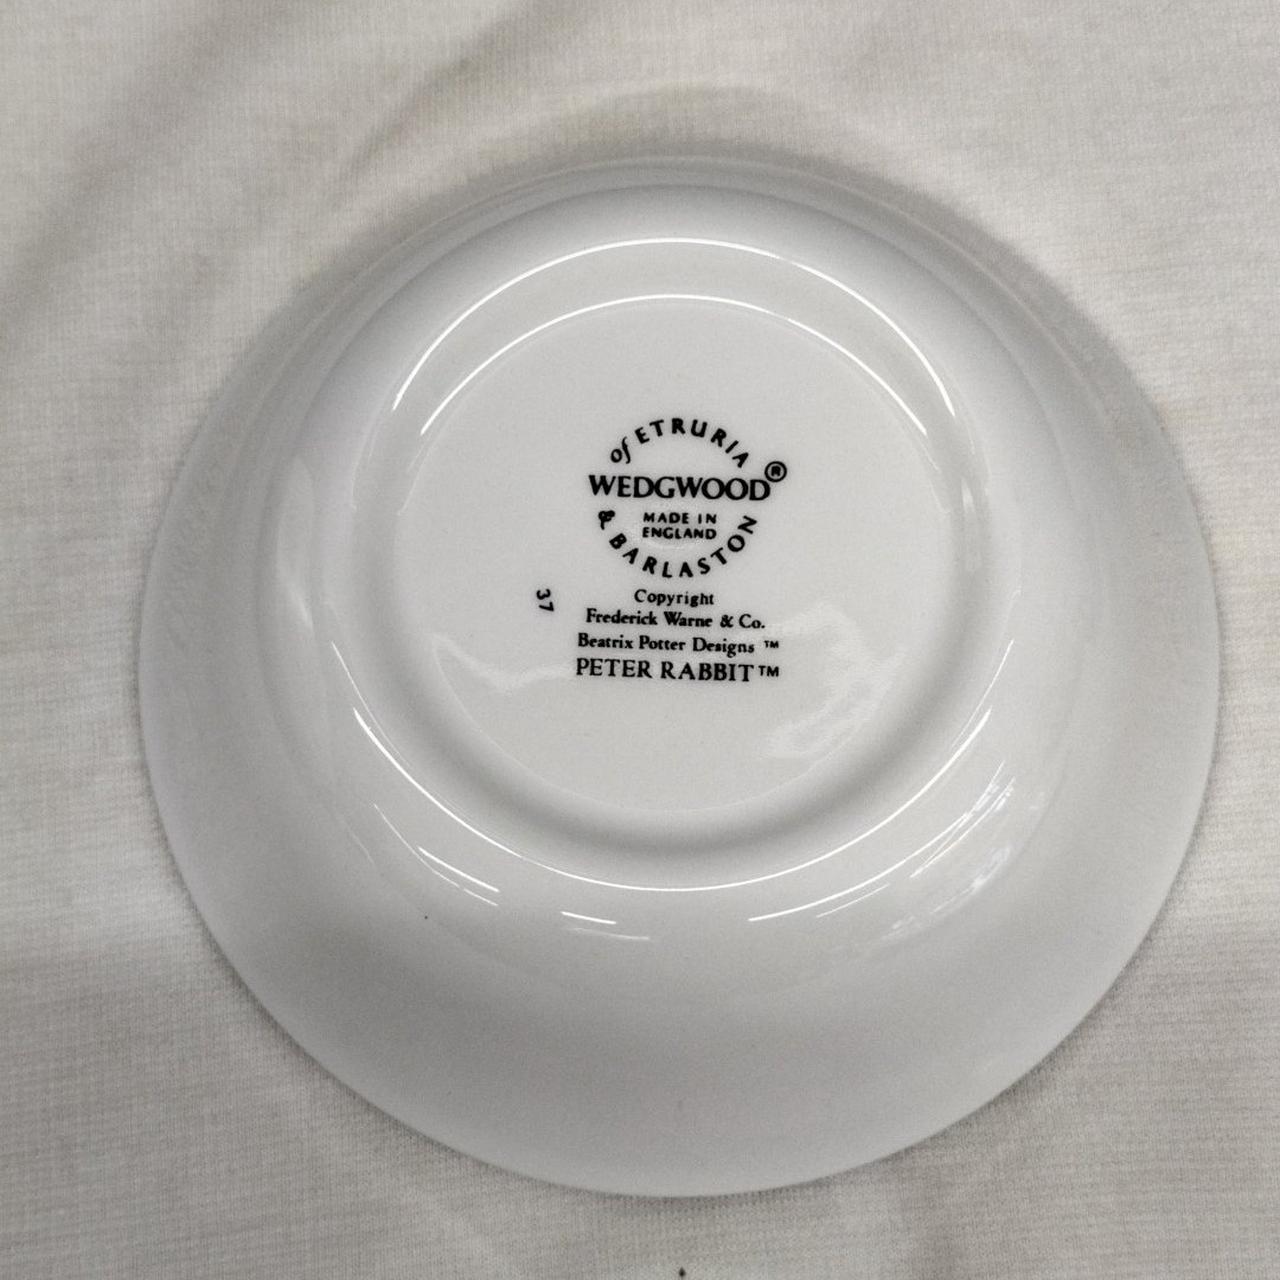 of ETRURIA
WEDGWOOD®
MADE IN
ENGLAND
& BARLASTON
37
Copyright
Frederick Warne & Co.
Beatrix Potter Designs ™
PETER RABBIT™